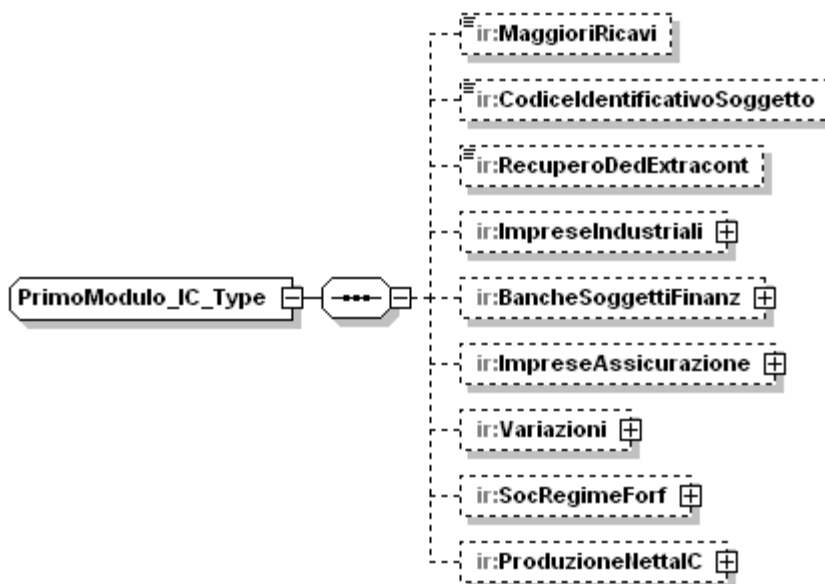 ir:MaggioriRicavi
ir:CodiceIdentificativoSoggetto
ir:RecuperoDedExtracont
ir:ImpreseIndustriali
PrimoModulo_IC_Type
ir:BancheSoggettiFinanz
ir:ImpreseAssicurazione
ir:Variazioni
ir:SocRegimeForf
ir:ProduzioneNettaIC